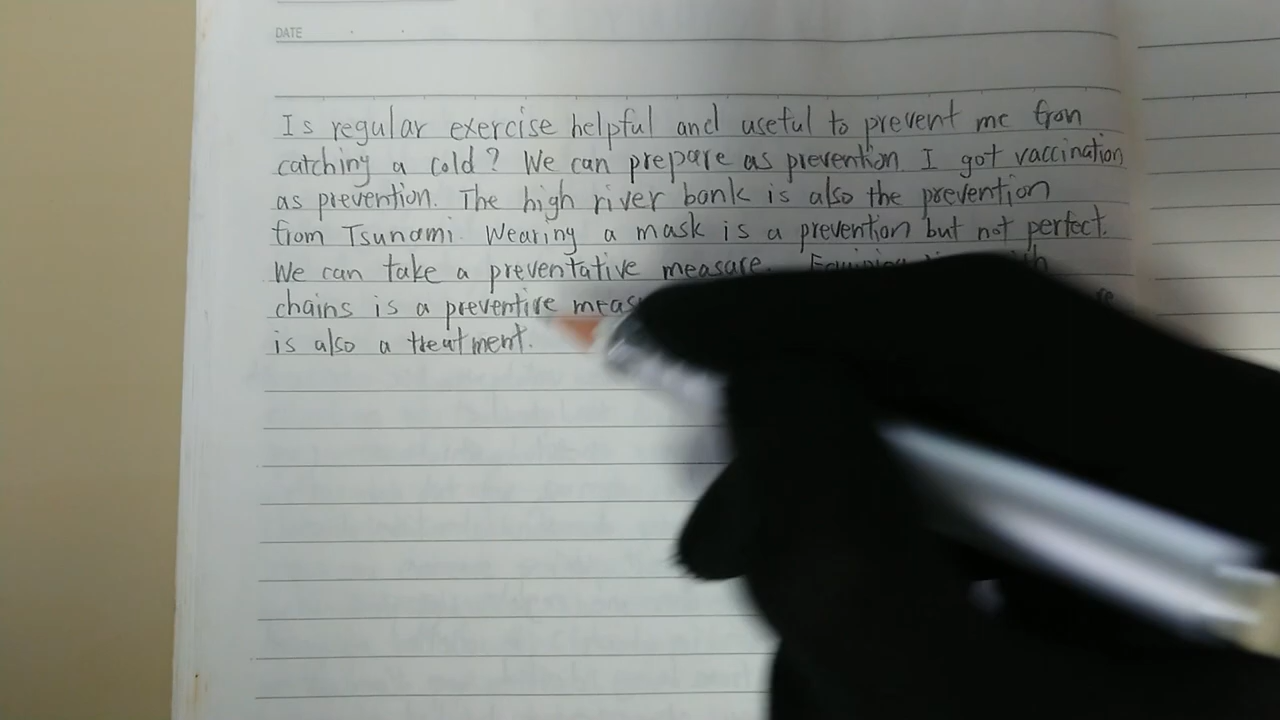 DATE
Is regular exercise helpful and useful to prevent me from
catching a cold? We can prepare as prevention. I got vaccination
as prevention. The high river bank is also the prevention
from Tsunami. Wearing a mask is a prevention but not perfect.
We can take a preventative measure.
chains is a preventive
is also a treatment.